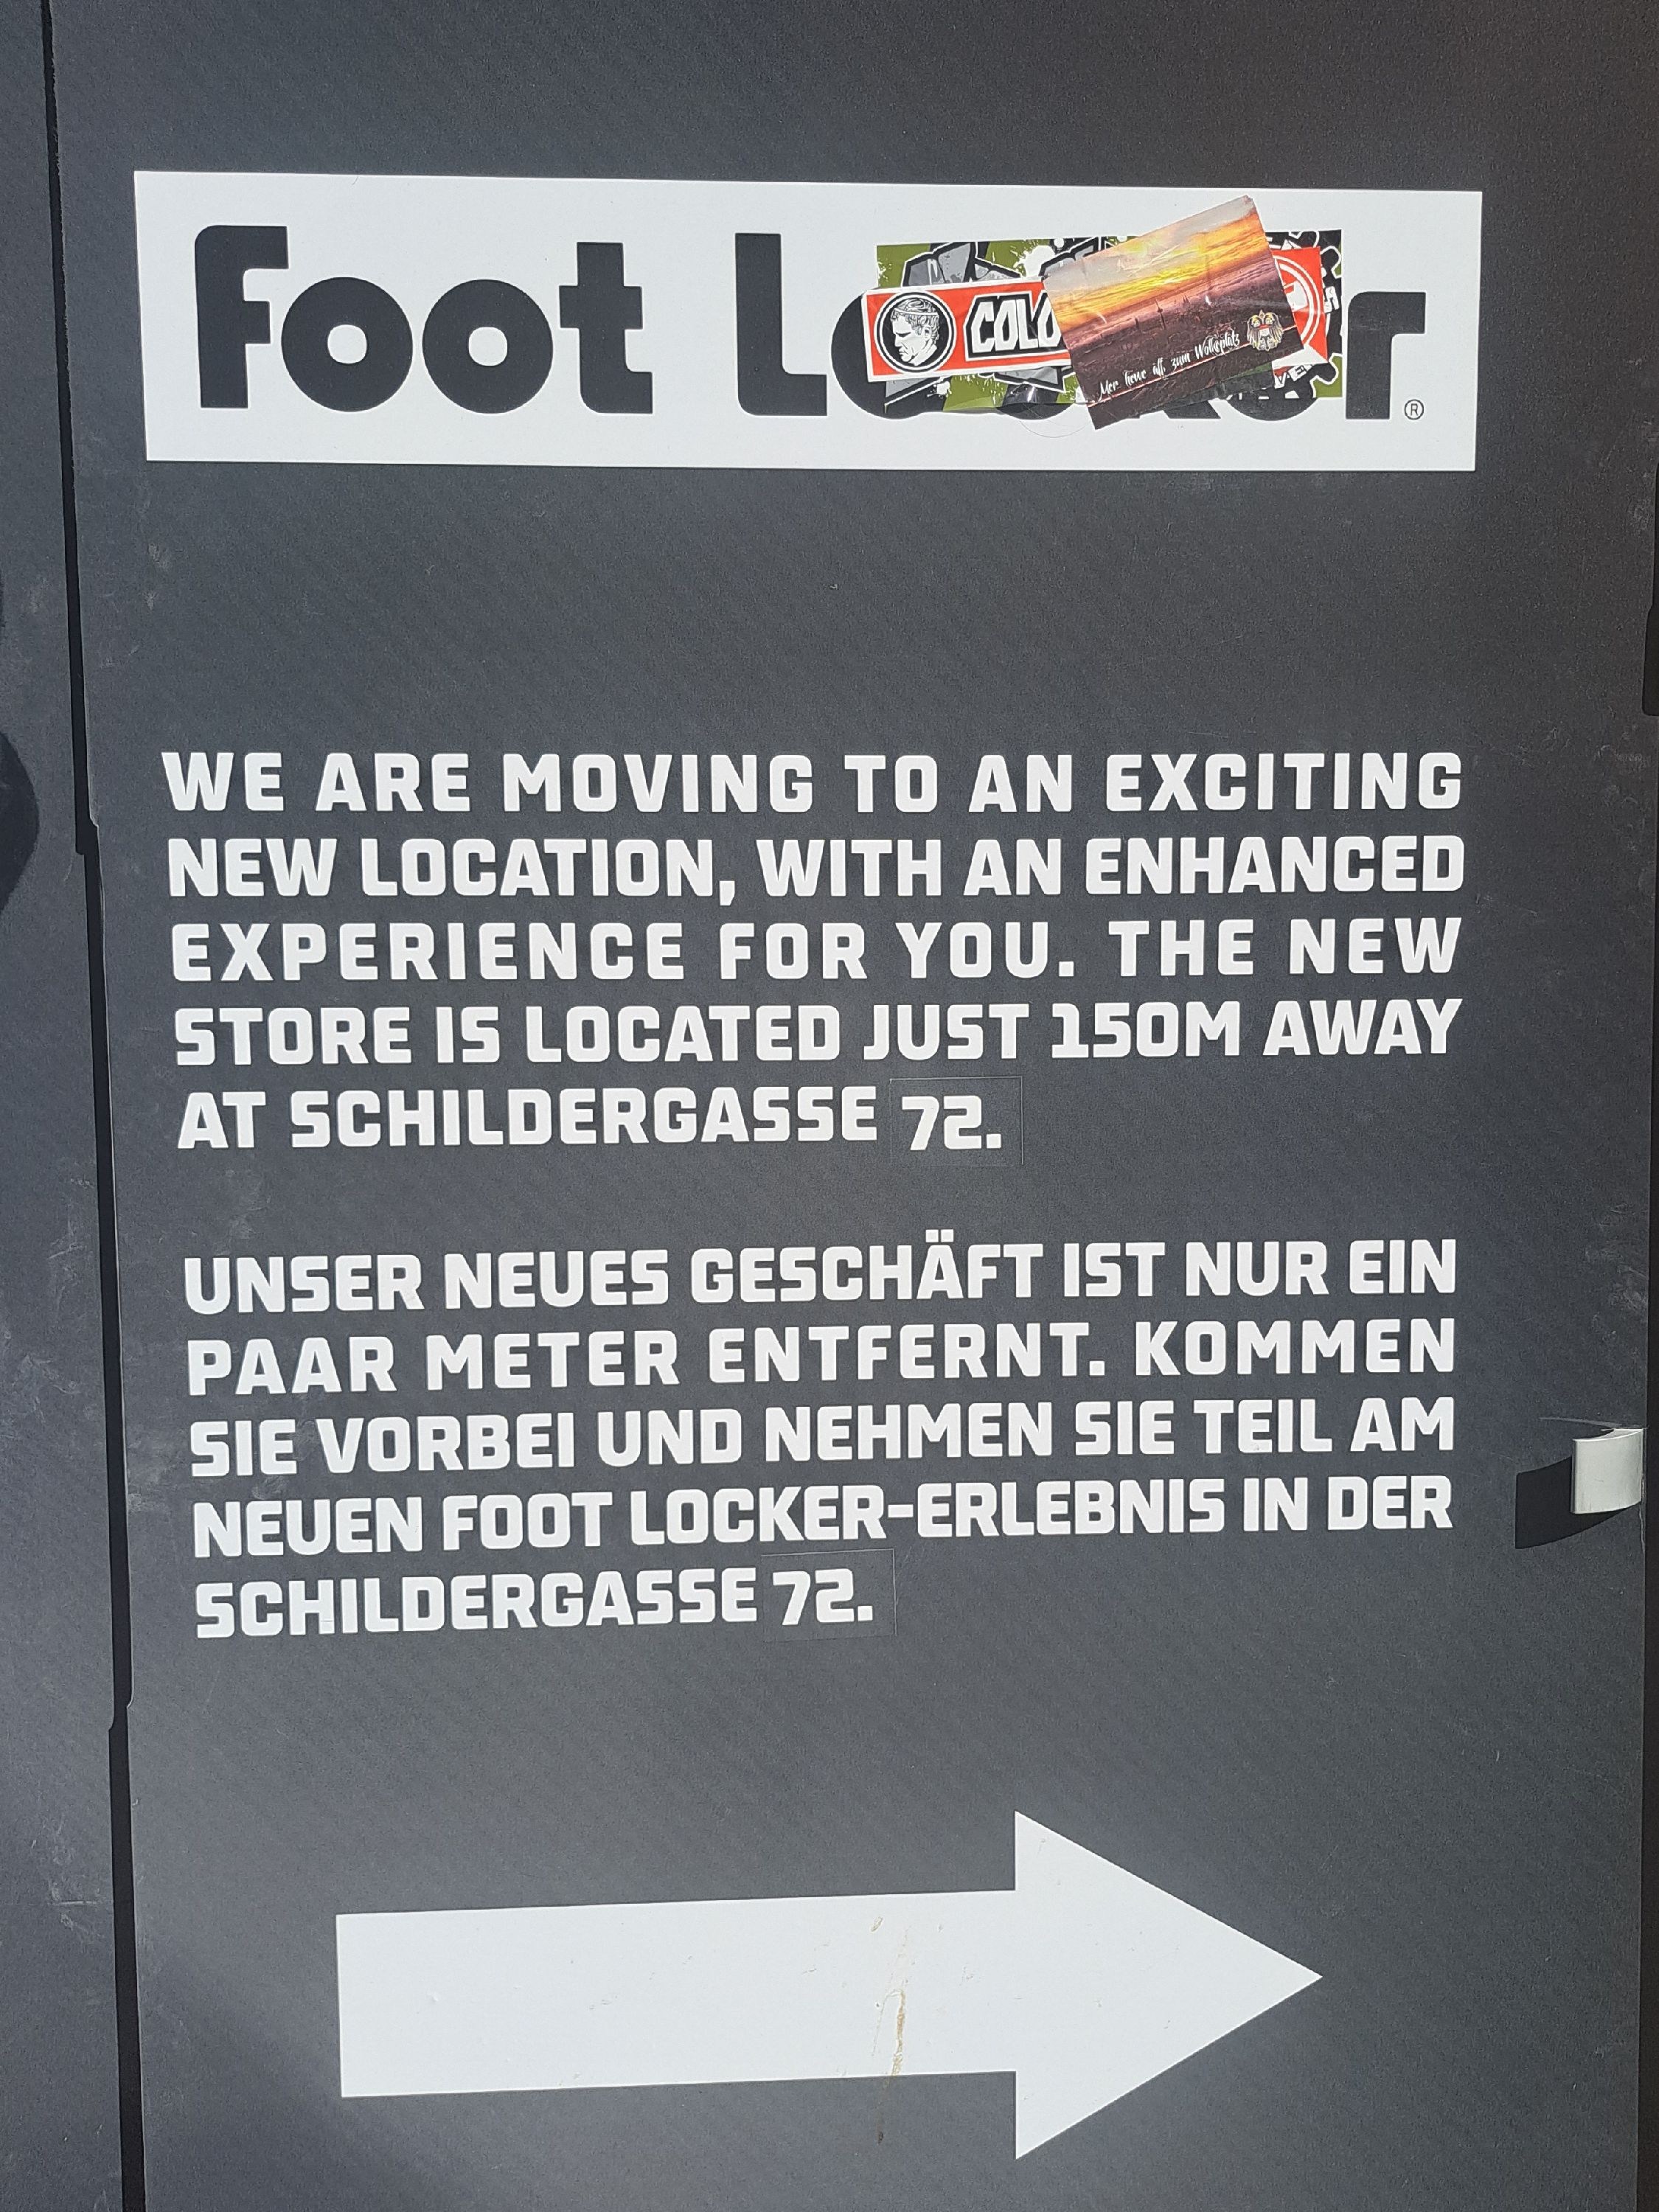 Foot L r®
COLO
WE ARE MOVING TO AN EXCITING
NEW LOCATION, WITH AN ENHANCED
EXPERIENCE FOR YOU. THE NEW
STORE IS LOCATED JUST 150M AWAY
AT SCHILDERGASSE 72.
UNSER NEUES GESCHÄFT IST NUR EIN
PAAR METER ENTFERNT. KOMMEN
SIE VORBEI UND NEHMEN SIE TEIL AM
NEUEN FOOT LOCKER-ERLEBNIS IN DER
SCHILDERGASSE 72.